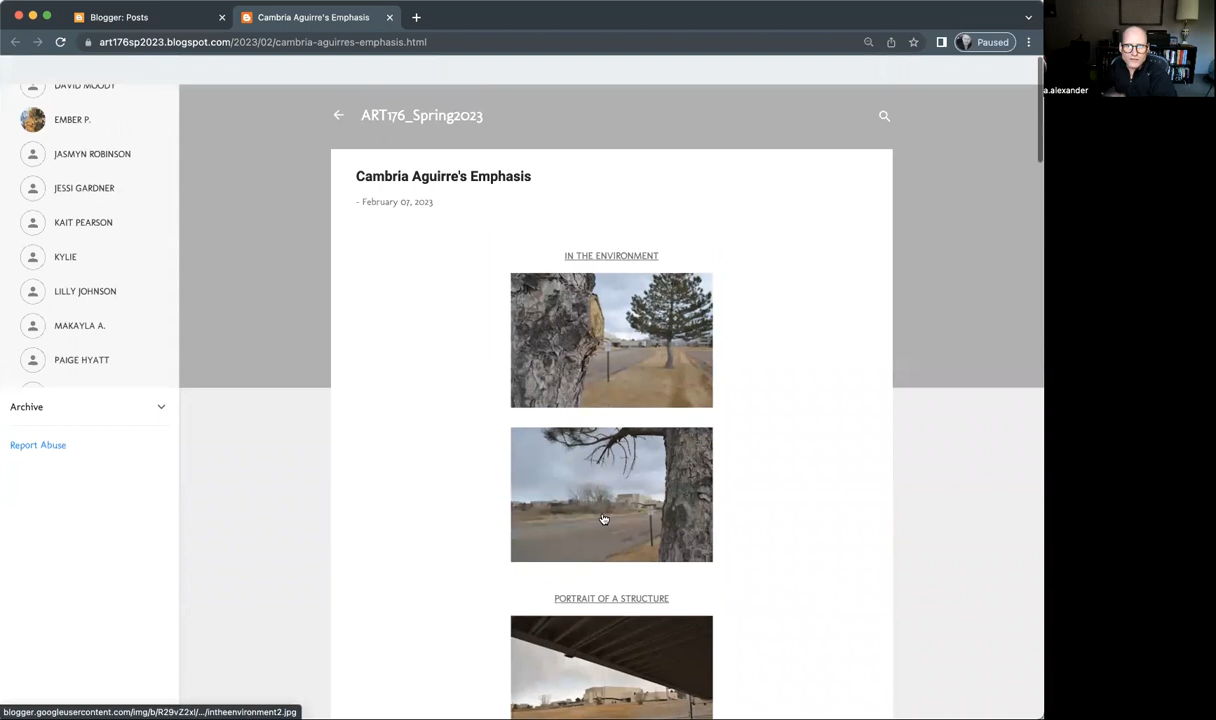 Blogger: Posts
Cambria Aguirre's Emphasis
art176sp2023.blogspot.com/2023/02/cambria-aguirres-emphasis.html
Paused
a.alexander
DAVID MOODY
EMBER P.
JASMYN ROBINSON
JESSI GARDNER
KAIT PEARSON
KYLIE
LILLY JOHNSON
MAKAYLA A.
PAIGE HYATT
Archive
Report Abuse
ART176_Spring2023
Cambria Aguirre's Emphasis
- February 07, 2023
IN THE ENVIRONMENT
PORTRAIT OF A STRUCTURE
blogger.googleusercontent.com/img/b/R29vZ2xl/.../intheenvironment2.jpg